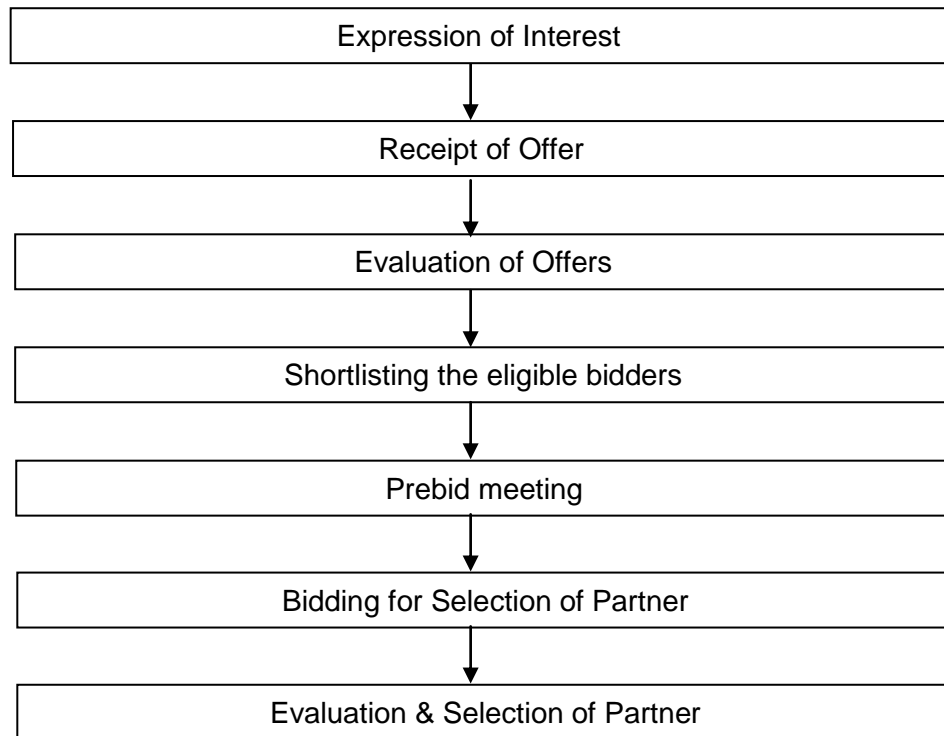 Expression of Interest
Receipt of Offer
Evaluation of Offers
Shortlisting the eligible bidders
Prebid meeting
Bidding for Selection of Partner
Evaluation & Selection of Partner